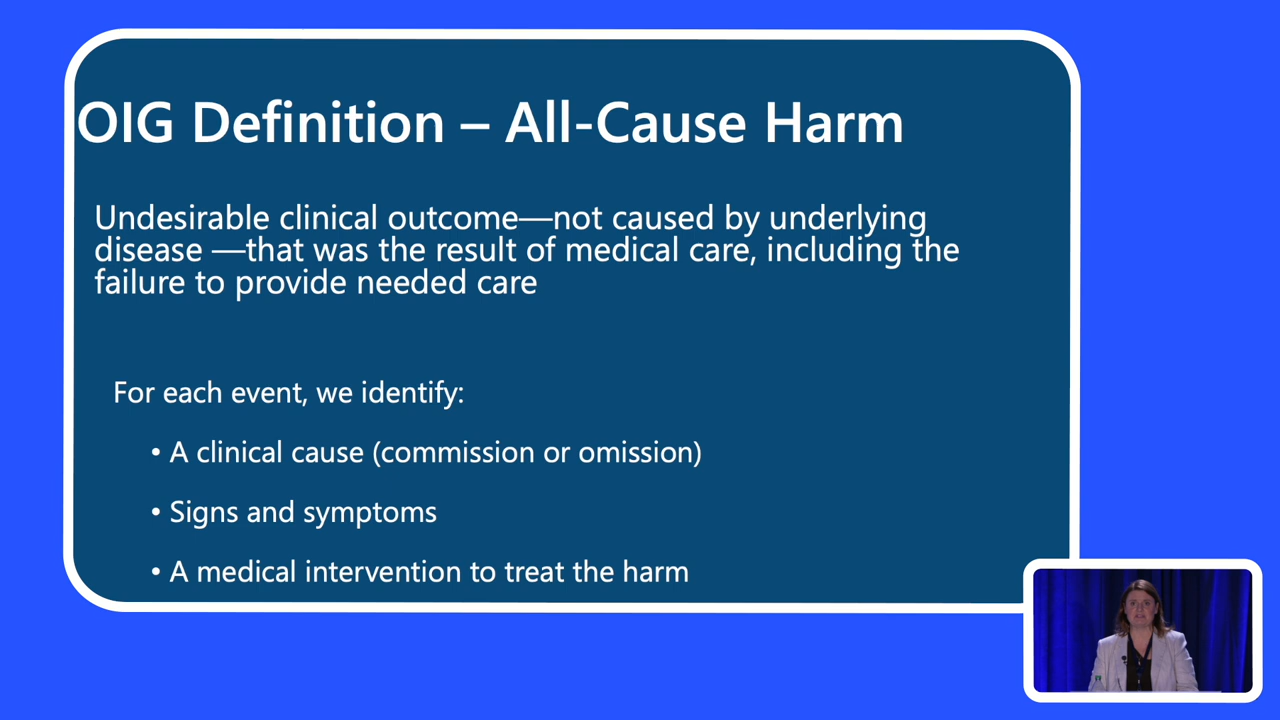 OIG Definition – All-Cause Harm
Undesirable clinical outcome—not caused by underlying
disease —that was the result of medical care, including the
failure to provide needed care
For each event, we identify:
• A clinical cause (commission or omission)
• Signs and symptoms
• A medical intervention to treat the harm